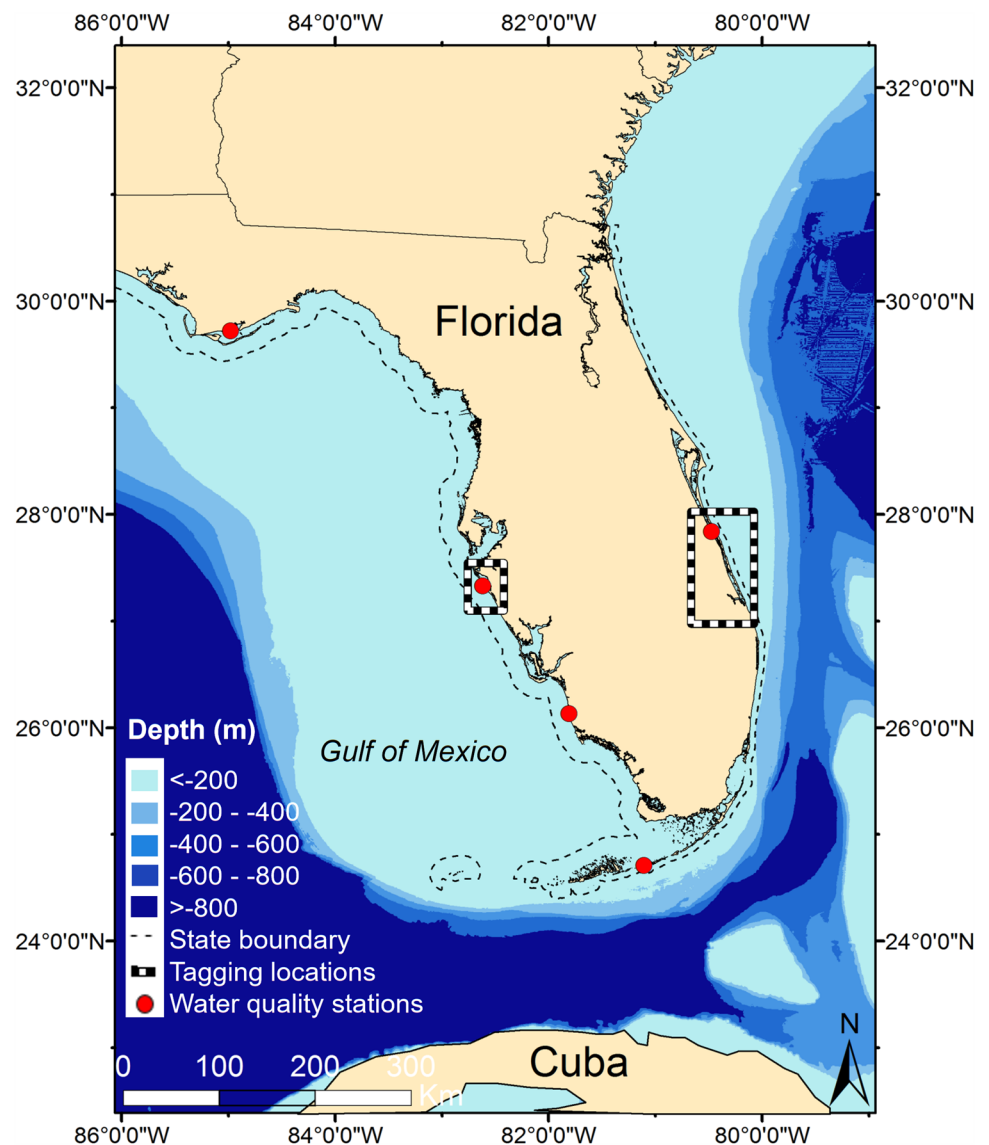 86°0'0"W 84°0'0"W 82°0'0"W 80°0'0"W
32°0'0"N 32°0'0"N
30°0'0"N 30°0'0"N
Florida
28°0'0"N 28°0'0"N
26°0'0"N 26°0'0"N
Depth (m)
Gulf of Mexico
<-200
-200 - -400
-400 - -600
-600 - -800
>-800
24°0'0"N 24°0'0"N
State boundary
Tagging locations
Water quality stations
N
Cuba
0 100 200 300
Km
86°0'0"W 84°0'0"W 82°0'0"W 80°0'0"W